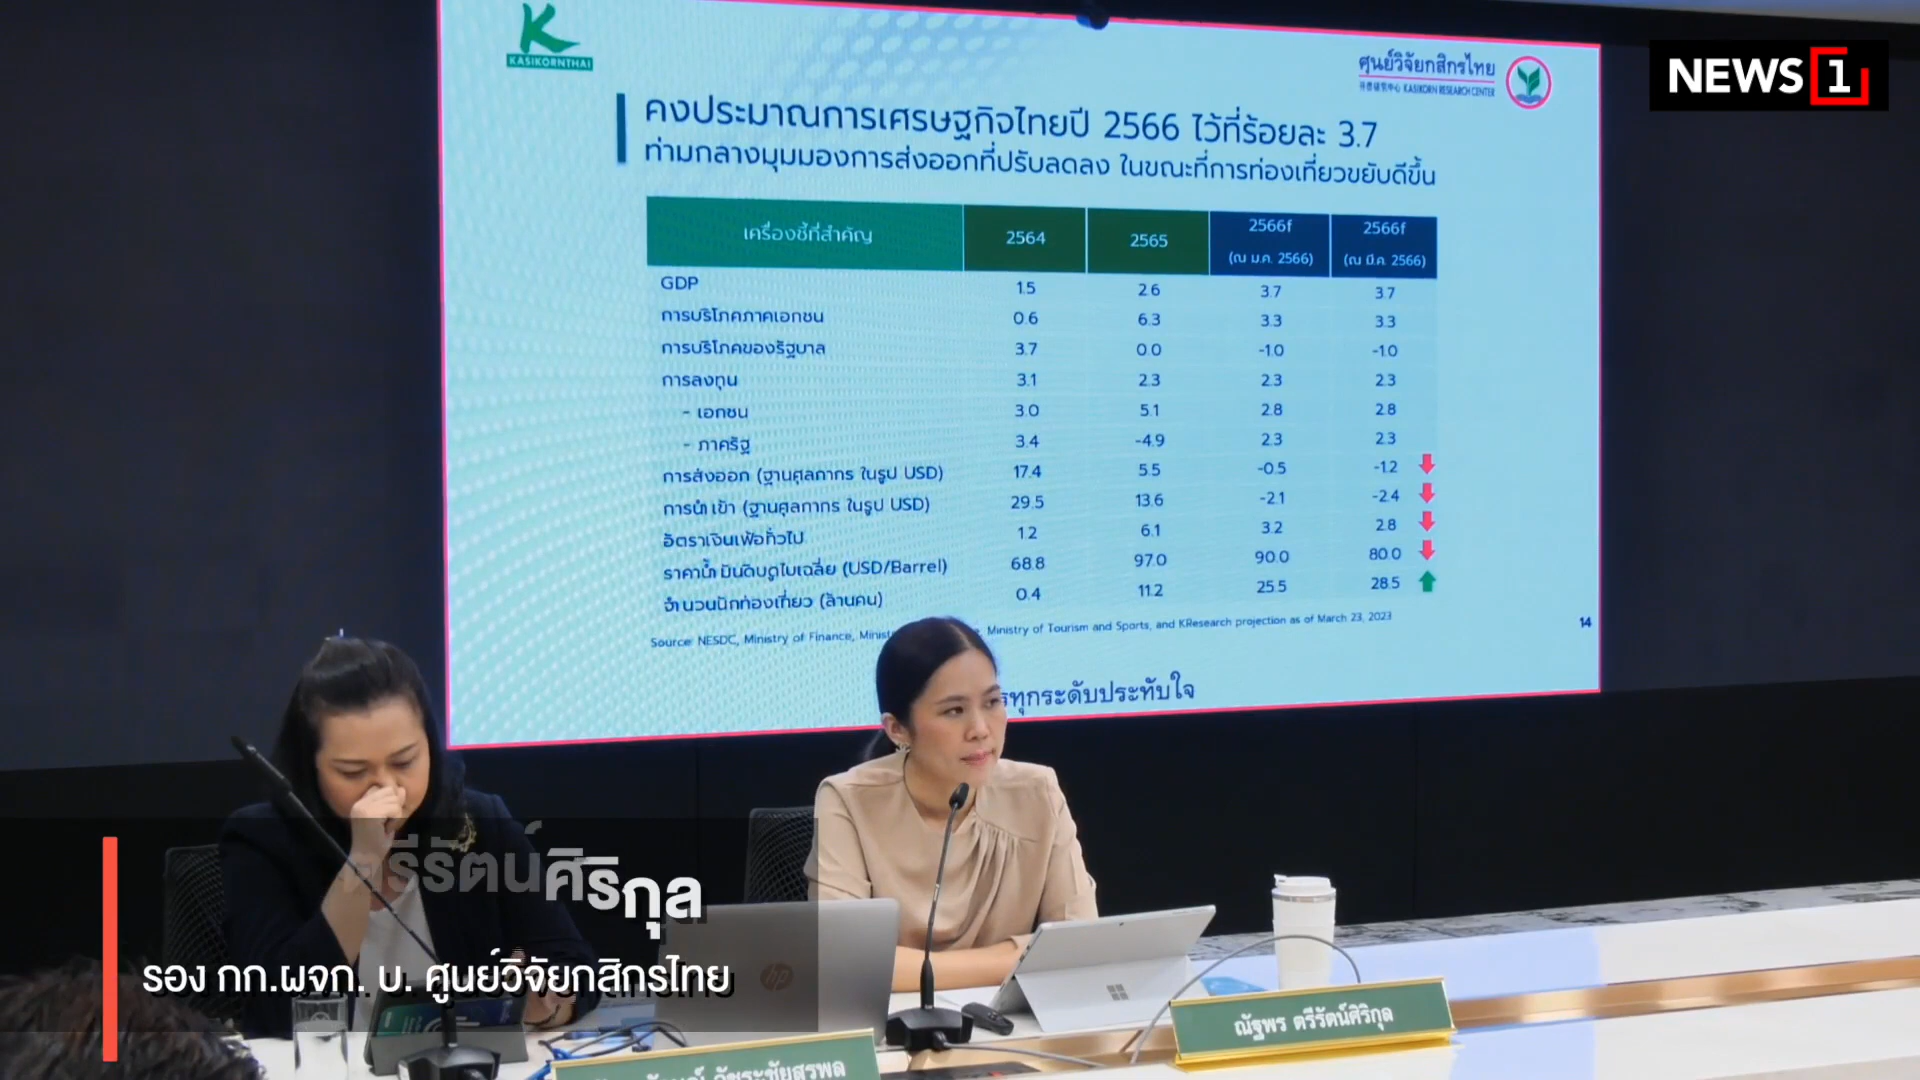 KASIKORNTHAI
ศูนย์วิจัยกสิกรไทย
KASIKORN RESEARCH CENTER
NEWS 1
คงประมาณการเศรษฐกิจไทยปี 2566 ไว้ที่ร้อยละ 3.7
ท่ามกลางมุมมองการส่งออกที่ปรับลดลง ในขณะที่การท่องเที่ยวขยับดีขึ้น
เครื่องชี้ที่สำคัญ 2564 2565 2566f (ณ ม.ค. 2566) 2566f (ณ มี.ค. 2566)
GDP 1.5 2.6 3.7 3.7
การบริโภคภาคเอกชน 0.6 6.3 3.3 3.3
การบริโภคของรัฐบาล 3.7 0.0 -1.0 -1.0
การลงทุน 3.1 2.3 2.3 2.3
- เอกชน 3.0 5.1 2.8 2.8
- ภาครัฐ 3.4 -4.9 2.3 2.3
การส่งออก (ฐานศุลกากร ในรูป USD) 17.4 5.5 -0.5 -1.2
การนำเข้า (ฐานศุลกากร ในรูป USD) 29.5 13.6 -2.1 -2.4
อัตราเงินเฟ้อทั่วไป 1.2 6.1 3.2 2.8
ราคาน้ำมันดิบดูไบเฉลี่ย (USD/Barrel) 68.8 97.0 90.0 80.0
จำนวนนักท่องเที่ยว (ล้านคน) 0.4 11.2 25.5 28.5
Source: NESDC, Ministry of Finance, Ministry of Tourism and Sports, and KResearch projection as of March 23, 2023
14
ทุกระดับประทับใจ
ตรีรัตน์ศิริกุล
รอง กก.ผจก. บ. ศูนย์วิจัยกสิกรไทย
hp
ณัฐพร ตรีรัตน์ศิริกุล
วัชระชัยสุรพล